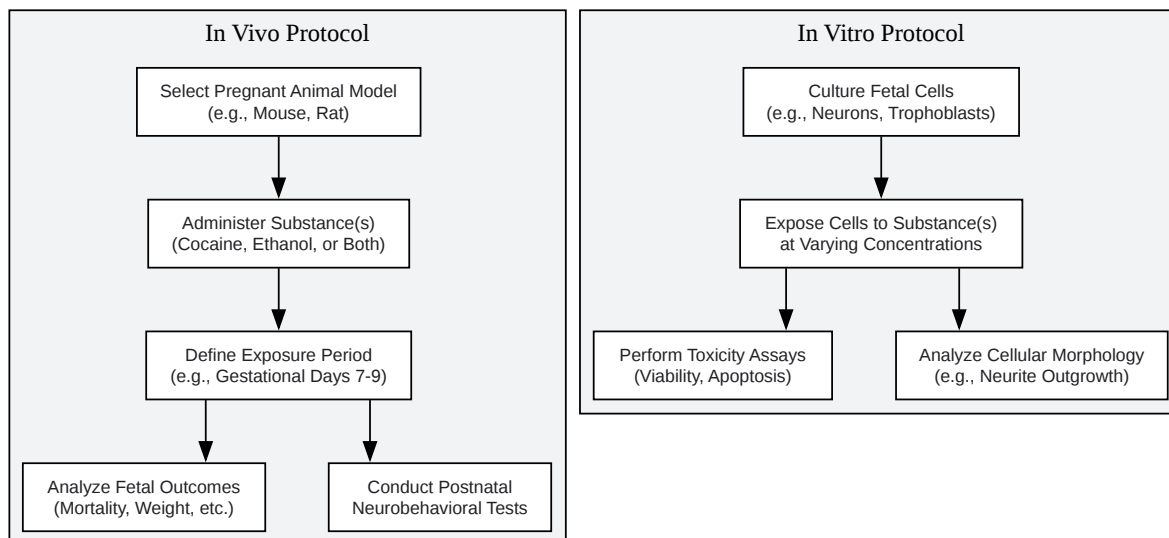 In Vivo Protocol
Select Pregnant Animal Model
(e.g., Mouse, Rat)
Administer Substance(s)
(Cocaine, Ethanol, or Both)
Define Exposure Period
(e.g., Gestational Days 7-9)
Analyze Fetal Outcomes
(Mortality, Weight, etc.)
Conduct Postnatal
Neurobehavioral Tests
In Vitro Protocol
Culture Fetal Cells
(e.g., Neurons, Trophoblasts)
Expose Cells to Substance(s)
at Varying Concentrations
Perform Toxicity Assays
(Viability, Apoptosis)
Analyze Cellular Morphology
(e.g., Neurite Outgrowth)